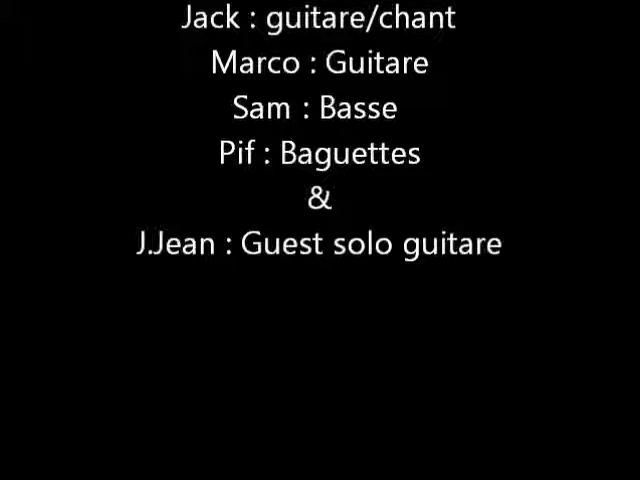 Jack : guitare/chant
Marco : Guitare
Sam : Basse
Pif : Baguettes
&
J.Jean : Guest solo guitare